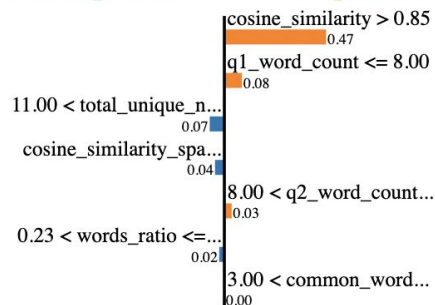 cosine_similarity > 0.85
0.47
q1_word_count <= 8.00
0.08
11.00 < total_unique_n...
0.07
cosine_similarity_spa...
0.04
8.00 < q2_word_count...
0.03
0.23 < words_ratio <=...
0.02
3.00 < common_word...
0.00